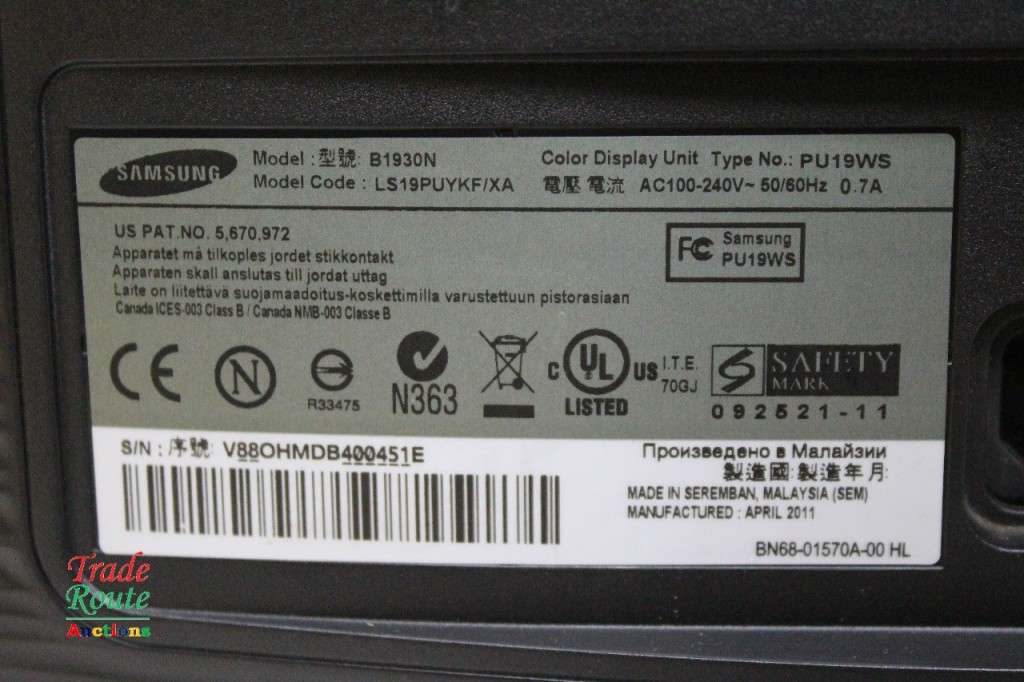 SAMSUNG
Model : 型號: B1930N
Model Code : LS19PUYKF/XA
Color Display Unit Type No.: PU19WS
電壓 電流 AC100-240V~ 50/60Hz 0.7A
US PAT.NO. 5,670,972
Apparatet må tilkoples jordet stikkontakt
Apparaten skall anslutas till jordat uttag
Laite on liitettävä suojamaadoitus-koskettimilla varustettuun pistorasiaan
Canada ICES-003 Class B / Canada NMB-003 Classe B
FC Samsung
PU19WS
CE
N
R33475
N363
C UL US
LISTED
I.T.E.
70GJ
SAFETY
MARK
092521-11
S/N : 序號: V88OHMDB400451E
Произведено в Малайзии
製造國: 製造年月:
MADE IN SEREMBAN, MALAYSIA (SEM)
MANUFACTURED : APRIL 2011
BN68-01570A-00 HL
Trade
Route
Auctions